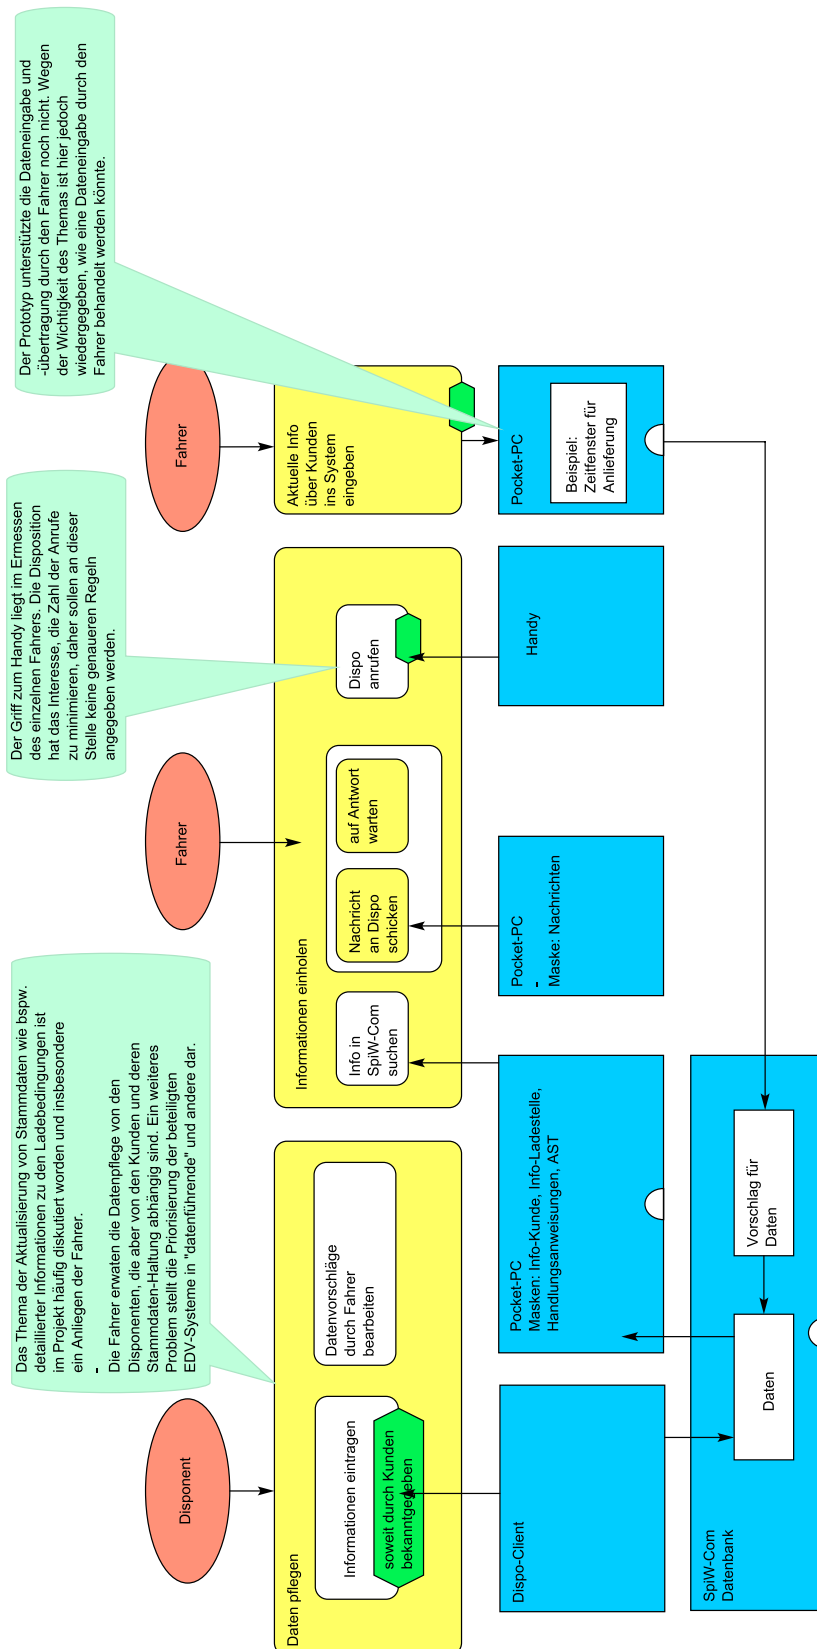 Das Thema der Aktualisierung von Stammdaten wie bspw.
detaillierter Informationen zu den Ladebedingungen ist
im Projekt häufig diskutiert worden und insbesondere
ein Anliegen der Fahrer.
-
Die Fahrer erwaten die Datenpflege von den
Disponenten, die aber von den Kunden und deren
Stammdaten-Haltung abhängig sind. Ein weiteres
Problem stellt die Priorisierung der beteiligten
EDV-Systeme in "datenführende" und andere dar.
Der Griff zum Handy liegt im Ermessen
des einzelnen Fahrers. Die Disposition
hat das Interesse, die Zahl der Anrufe
zu minimieren, daher sollen an dieser
Stelle keine genaueren Regeln
angegeben werden.
Der Prototyp unterstützte die Dateneingabe und
-übertragung durch den Fahrer noch nicht. Wegen
der Wichtigkeit des Themas ist hier jedoch
wiedergegeben, wie eine Dateneingabe durch den
Fahrer behandelt werden könnte.
Disponent
Fahrer
Fahrer
Daten pflegen
Informationen eintragen
soweit durch Kunden
bekanntgegeben
Datenvorschläge
durch Fahrer
bearbeiten
Informationen einholen
Info in
SpiW-Com
suchen
Nachricht
an Dispo
schicken
auf Antwort
warten
Dispo
anrufen
Aktuelle Info
über Kunden
ins System
eingeben
Dispo-Client
Pocket-PC
Masken: Info-Kunde, Info-Ladestelle,
Handlungsanweisungen, AST
Pocket-PC
-
Maske: Nachrichten
Handy
Pocket-PC
Beispiel:
Zeitfenster für
Anlieferung
SpiW-Com
Datenbank
Daten
Vorschlag für
Daten